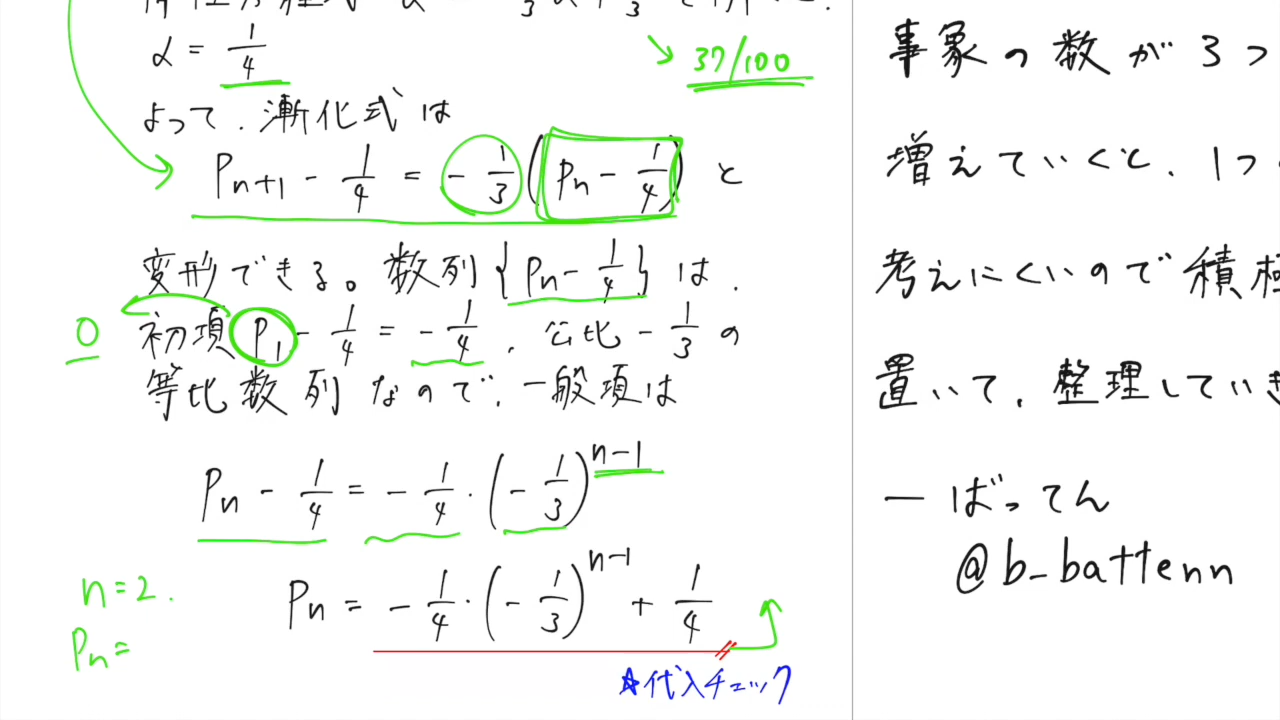 α = 1/4
37/100
よって、漸化式は
Pn+1 - 1/4 = - 1/3 (Pn - 1/4) と
変形できる。数列{Pn - 1/4}は、
0 初項 P1 - 1/4 = - 1/4 、公比 - 1/3 の
等比数列なので、一般項は
Pn - 1/4 = - 1/4 · (- 1/3)^n-1
Pn = - 1/4 · (- 1/3)^n-1 + 1/4
n=2.
Pn=
☆代入チェック
事象の数が3つ
増えていくと、1つ
考えにくいので積極
置いて、整理していき
— ばってん
@b_battenn